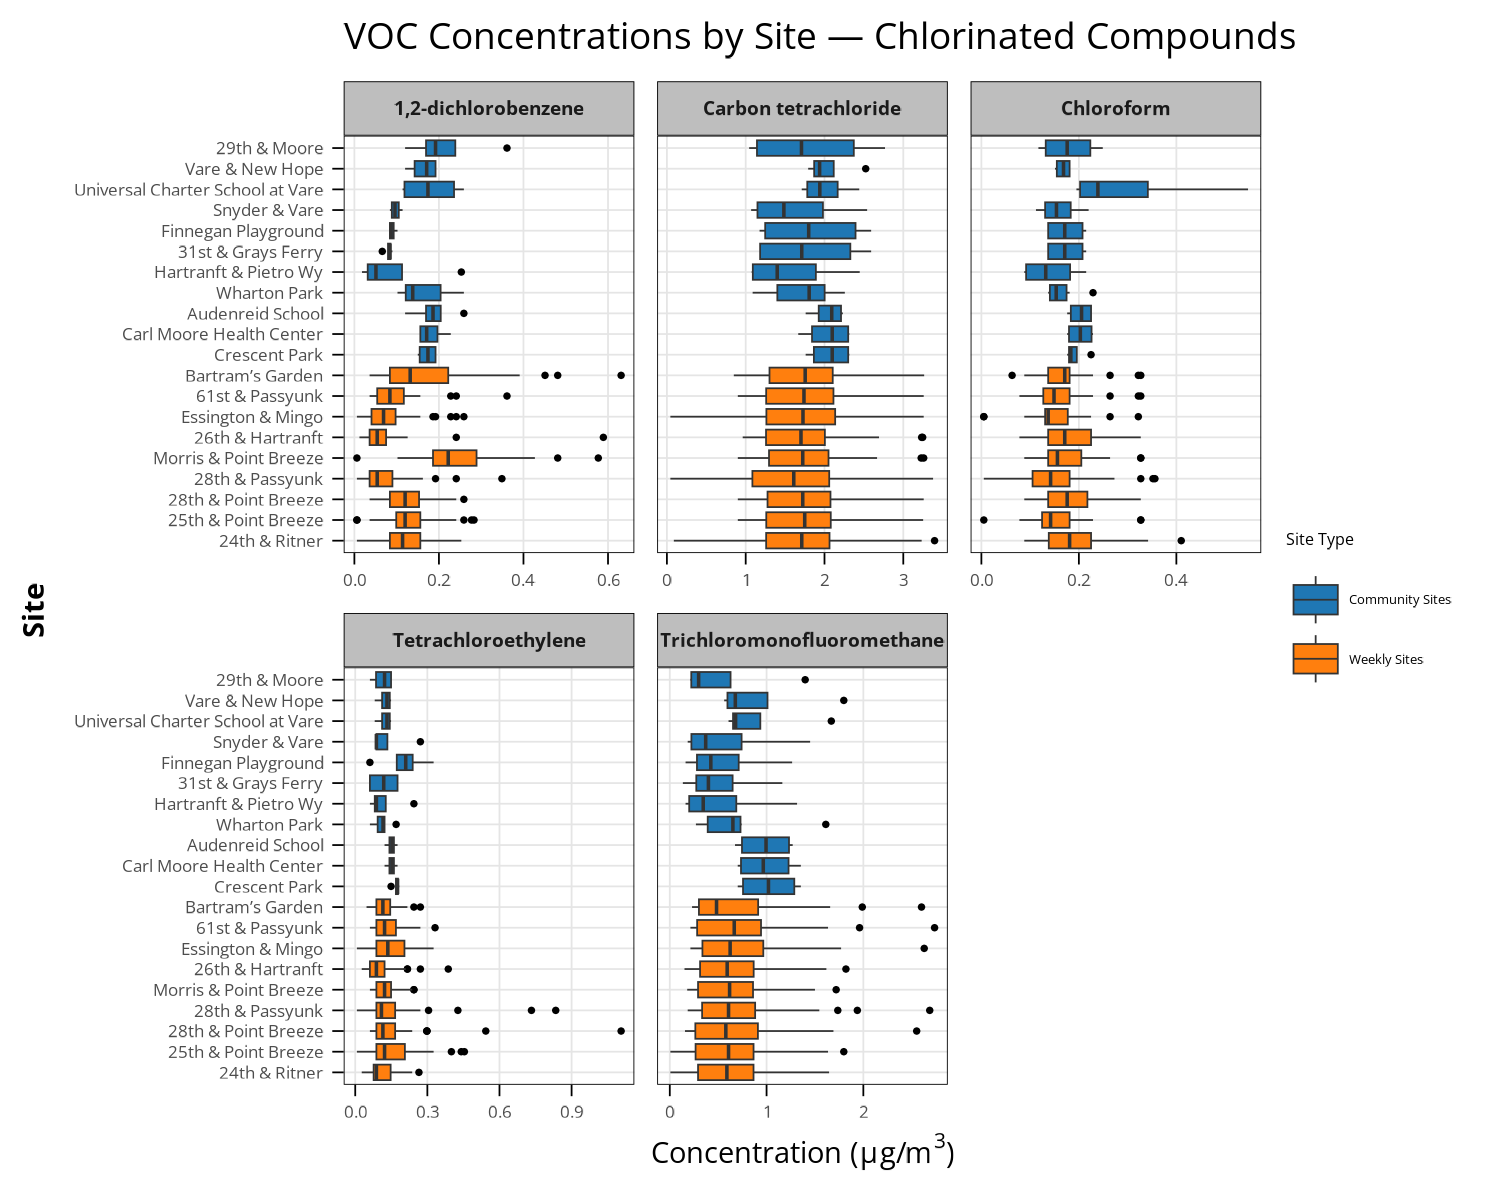 VOC Concentrations by Site — Chlorinated Compounds
1,2-dichlorobenzene
Carbon tetrachloride
Chloroform
29th & Moore
Vare & New Hope
Universal Charter School at Vare
Snyder & Vare
Finnegan Playground
31st & Grays Ferry
Hartranft & Pietro Wy
Wharton Park
Audenreid School
Carl Moore Health Center
Crescent Park
Bartram’s Garden
61st & Passyunk
Essington & Mingo
26th & Hartranft
Morris & Point Breeze
28th & Passyunk
28th & Point Breeze
25th & Point Breeze
24th & Ritner
0.0 0.2 0.4 0.6
0 1 2 3
0.0 0.2 0.4
Site Type
Community Sites
Weekly Sites
Site
Tetrachloroethylene
Trichloromonofluoromethane
29th & Moore
Vare & New Hope
Universal Charter School at Vare
Snyder & Vare
Finnegan Playground
31st & Grays Ferry
Hartranft & Pietro Wy
Wharton Park
Audenreid School
Carl Moore Health Center
Crescent Park
Bartram’s Garden
61st & Passyunk
Essington & Mingo
26th & Hartranft
Morris & Point Breeze
28th & Passyunk
28th & Point Breeze
25th & Point Breeze
24th & Ritner
0.0 0.3 0.6 0.9
0 1 2
Concentration (µg/m³)